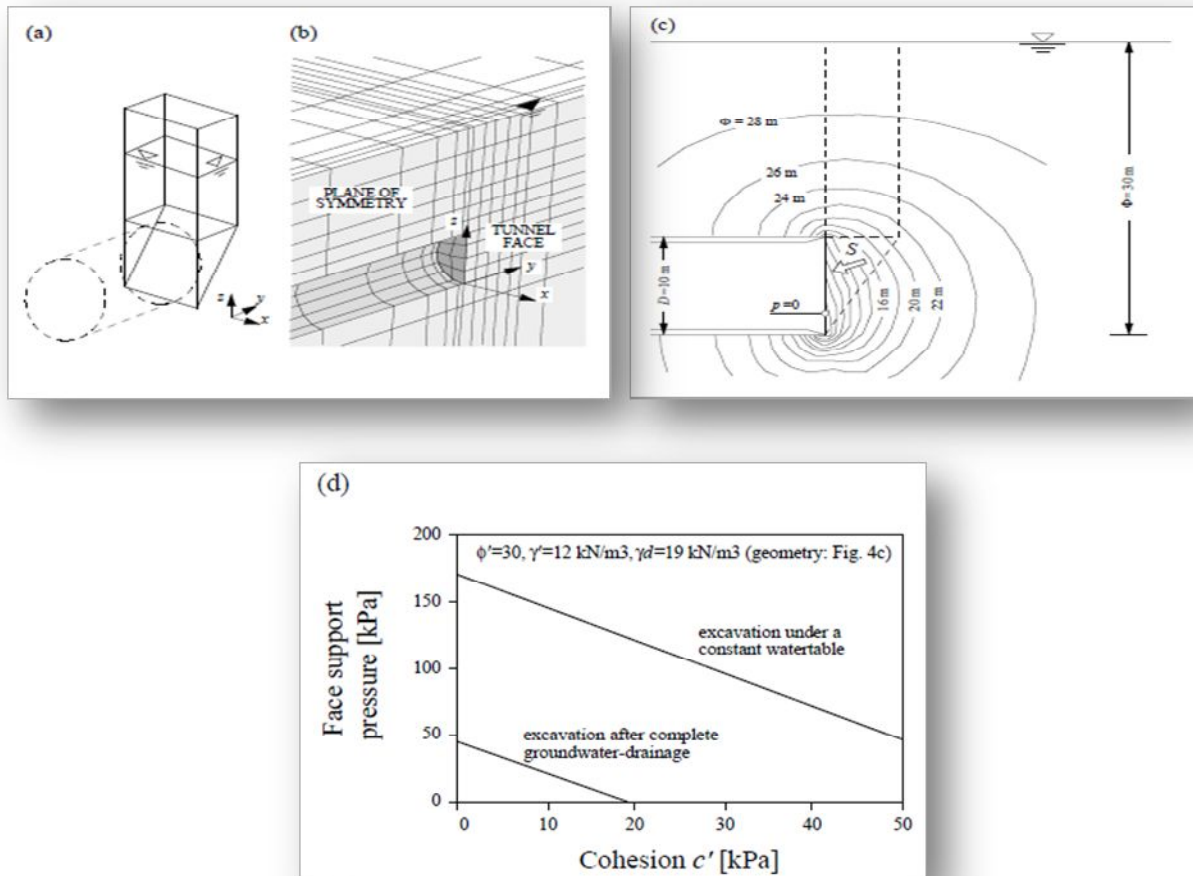 (a)
(b)
PLANE OF
SYMMETRY
z
TUNNEL
FACE
y
x
z
y
x
(c)
Φ = 28 m
26 m
24 m
S
16 m
20 m
22 m
D=10 m
p=0
Φ=30 m
(d)
ϕ'=30, γ'=12 kN/m3, γd=19 kN/m3 (geometry: Fig. 4c)
Face support
pressure [kPa]
200
150
100
50
0
excavation under a
constant watertable
excavation after complete
groundwater-drainage
0 10 20 30 40 50
Cohesion c' [kPa]